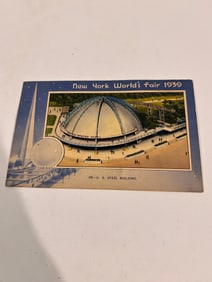 New York World's Fair 1939
U. S. STEEL BUILDING